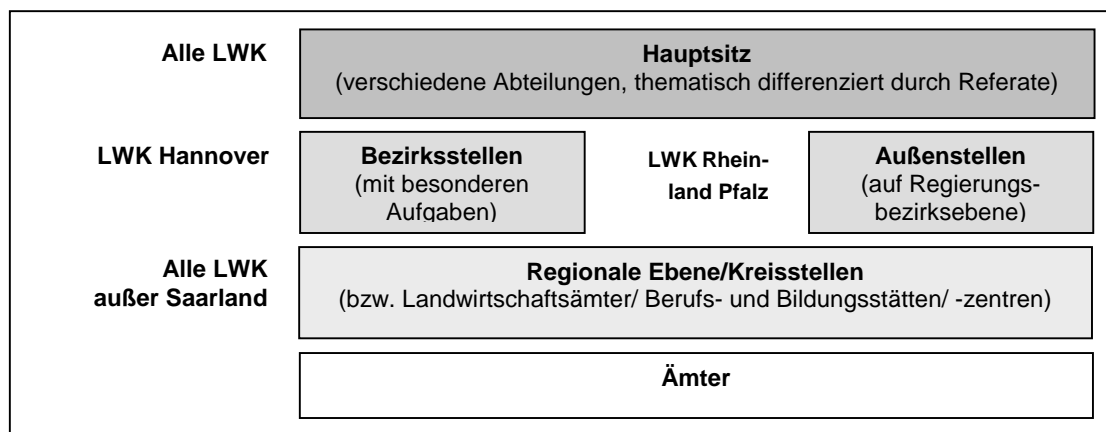 Alle LWK
Hauptsitz
(verschiedene Abteilungen, thematisch differenziert durch Referate)
LWK Hannover
Bezirksstellen
(mit besonderen
Aufgaben)
LWK Rhein-
land Pfalz
Außenstellen
(auf Regierungs-
bezirksebene)
Alle LWK
außer Saarland
Regionale Ebene/Kreisstellen
(bzw. Landwirtschaftsämter/ Berufs- und Bildungsstätten/ -zentren)
Ämter